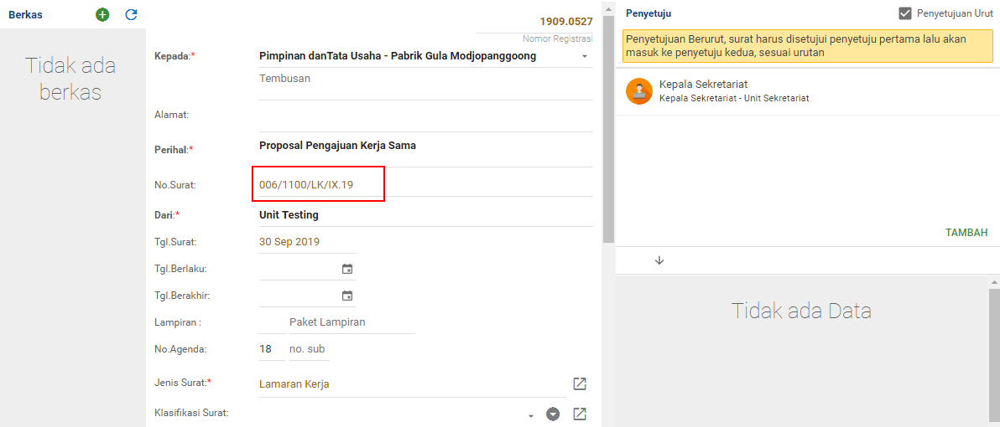 Berkas
Tidak ada
berkas
1909.0527
Nomor Registrasi
Kepada:*
Pimpinan danTata Usaha - Pabrik Gula Modjopanggoong
Tembusan
Alamat:
Perihal:*
Proposal Pengajuan Kerja Sama
No.Surat:
006/1100/LK/IX.19
Dari:*
Unit Testing
Tgl.Surat:
30 Sep 2019
Tgl.Berlaku:
Tgl.Berakhir:
Lampiran :
Paket Lampiran
No.Agenda:
18
no. sub
Jenis Surat:*
Lamaran Kerja
Klasifikasi Surat:
Penyetuju
Penyetujuan Urut
Penyetujuan Berurut, surat harus disetujui penyetuju pertama lalu akan
masuk ke penyetuju kedua, sesuai urutan
Kepala Sekretariat
Kepala Sekretariat - Unit Sekretariat
TAMBAH
Tidak ada Data